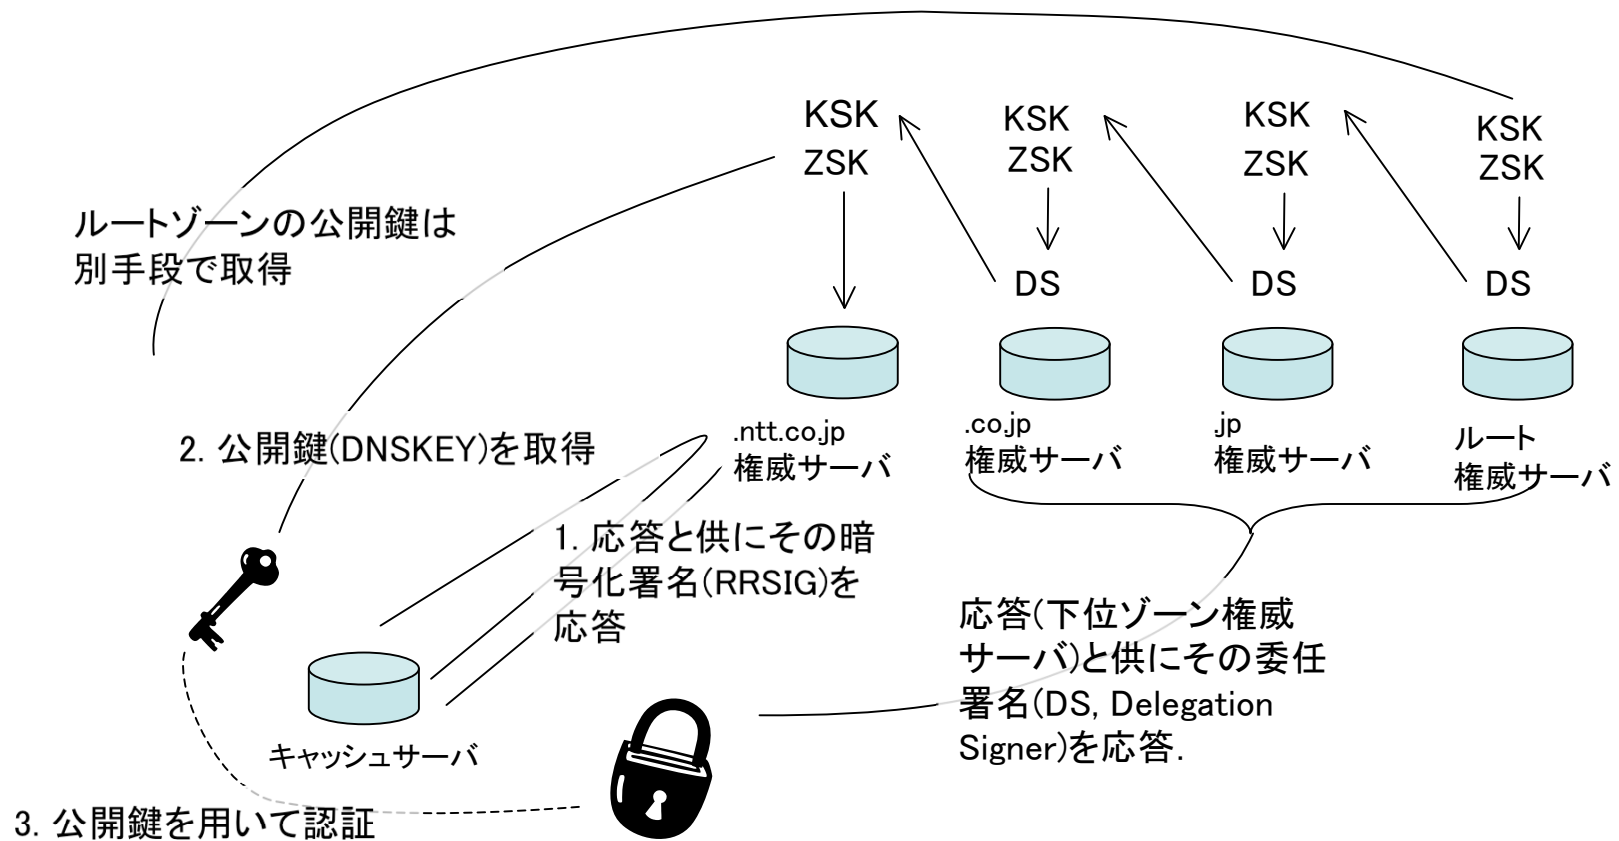 KSK
ZSK
KSK
ZSK
KSK
ZSK
KSK
ZSK
DS
DS
DS
ルートゾーンの公開鍵は
別手段で取得
.ntt.co.jp
権威サーバ
.co.jp
権威サーバ
.jp
権威サーバ
ルート
権威サーバ
2. 公開鍵(DNSKEY)を取得
1. 応答と供にその暗
号化署名(RRSIG)を
応答
応答(下位ゾーン権威
サーバ)と供にその委任
署名(DS, Delegation
Signer)を応答.
キャッシュサーバ
3. 公開鍵を用いて認証